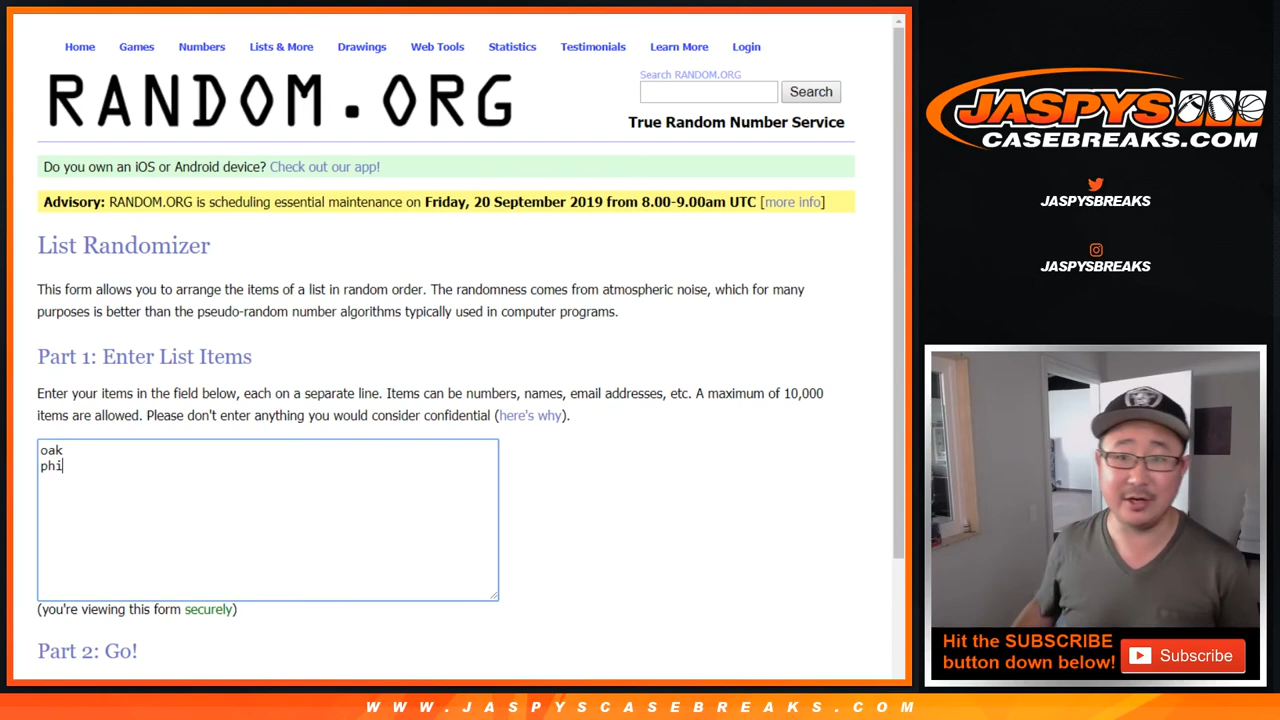 Home Games Numbers Lists & More Drawings Web Tools Statistics Testimonials Learn More Login
RANDOM.ORG
Search RANDOM.ORG
Search
True Random Number Service
Do you own an iOS or Android device? Check out our app!
Advisory: RANDOM.ORG is scheduling essential maintenance on Friday, 20 September 2019 from 8.00-9.00am UTC [more info]
List Randomizer
This form allows you to arrange the items of a list in random order. The randomness comes from atmospheric noise, which for many
purposes is better than the pseudo-random number algorithms typically used in computer programs.
Part 1: Enter List Items
Enter your items in the field below, each on a separate line. Items can be numbers, names, email addresses, etc. A maximum of 10,000
items are allowed. Please don't enter anything you would consider confidential (here's why).
oak
phi
(you're viewing this form securely)
Part 2: Go!
JASPYS
CASEBREAKS.COM
JASPYSBREAKS
JASPYSBREAKS
Hit the SUBSCRIBE
button down below!
Subscribe
WWW.JASPYSCASEBREAKS.COM